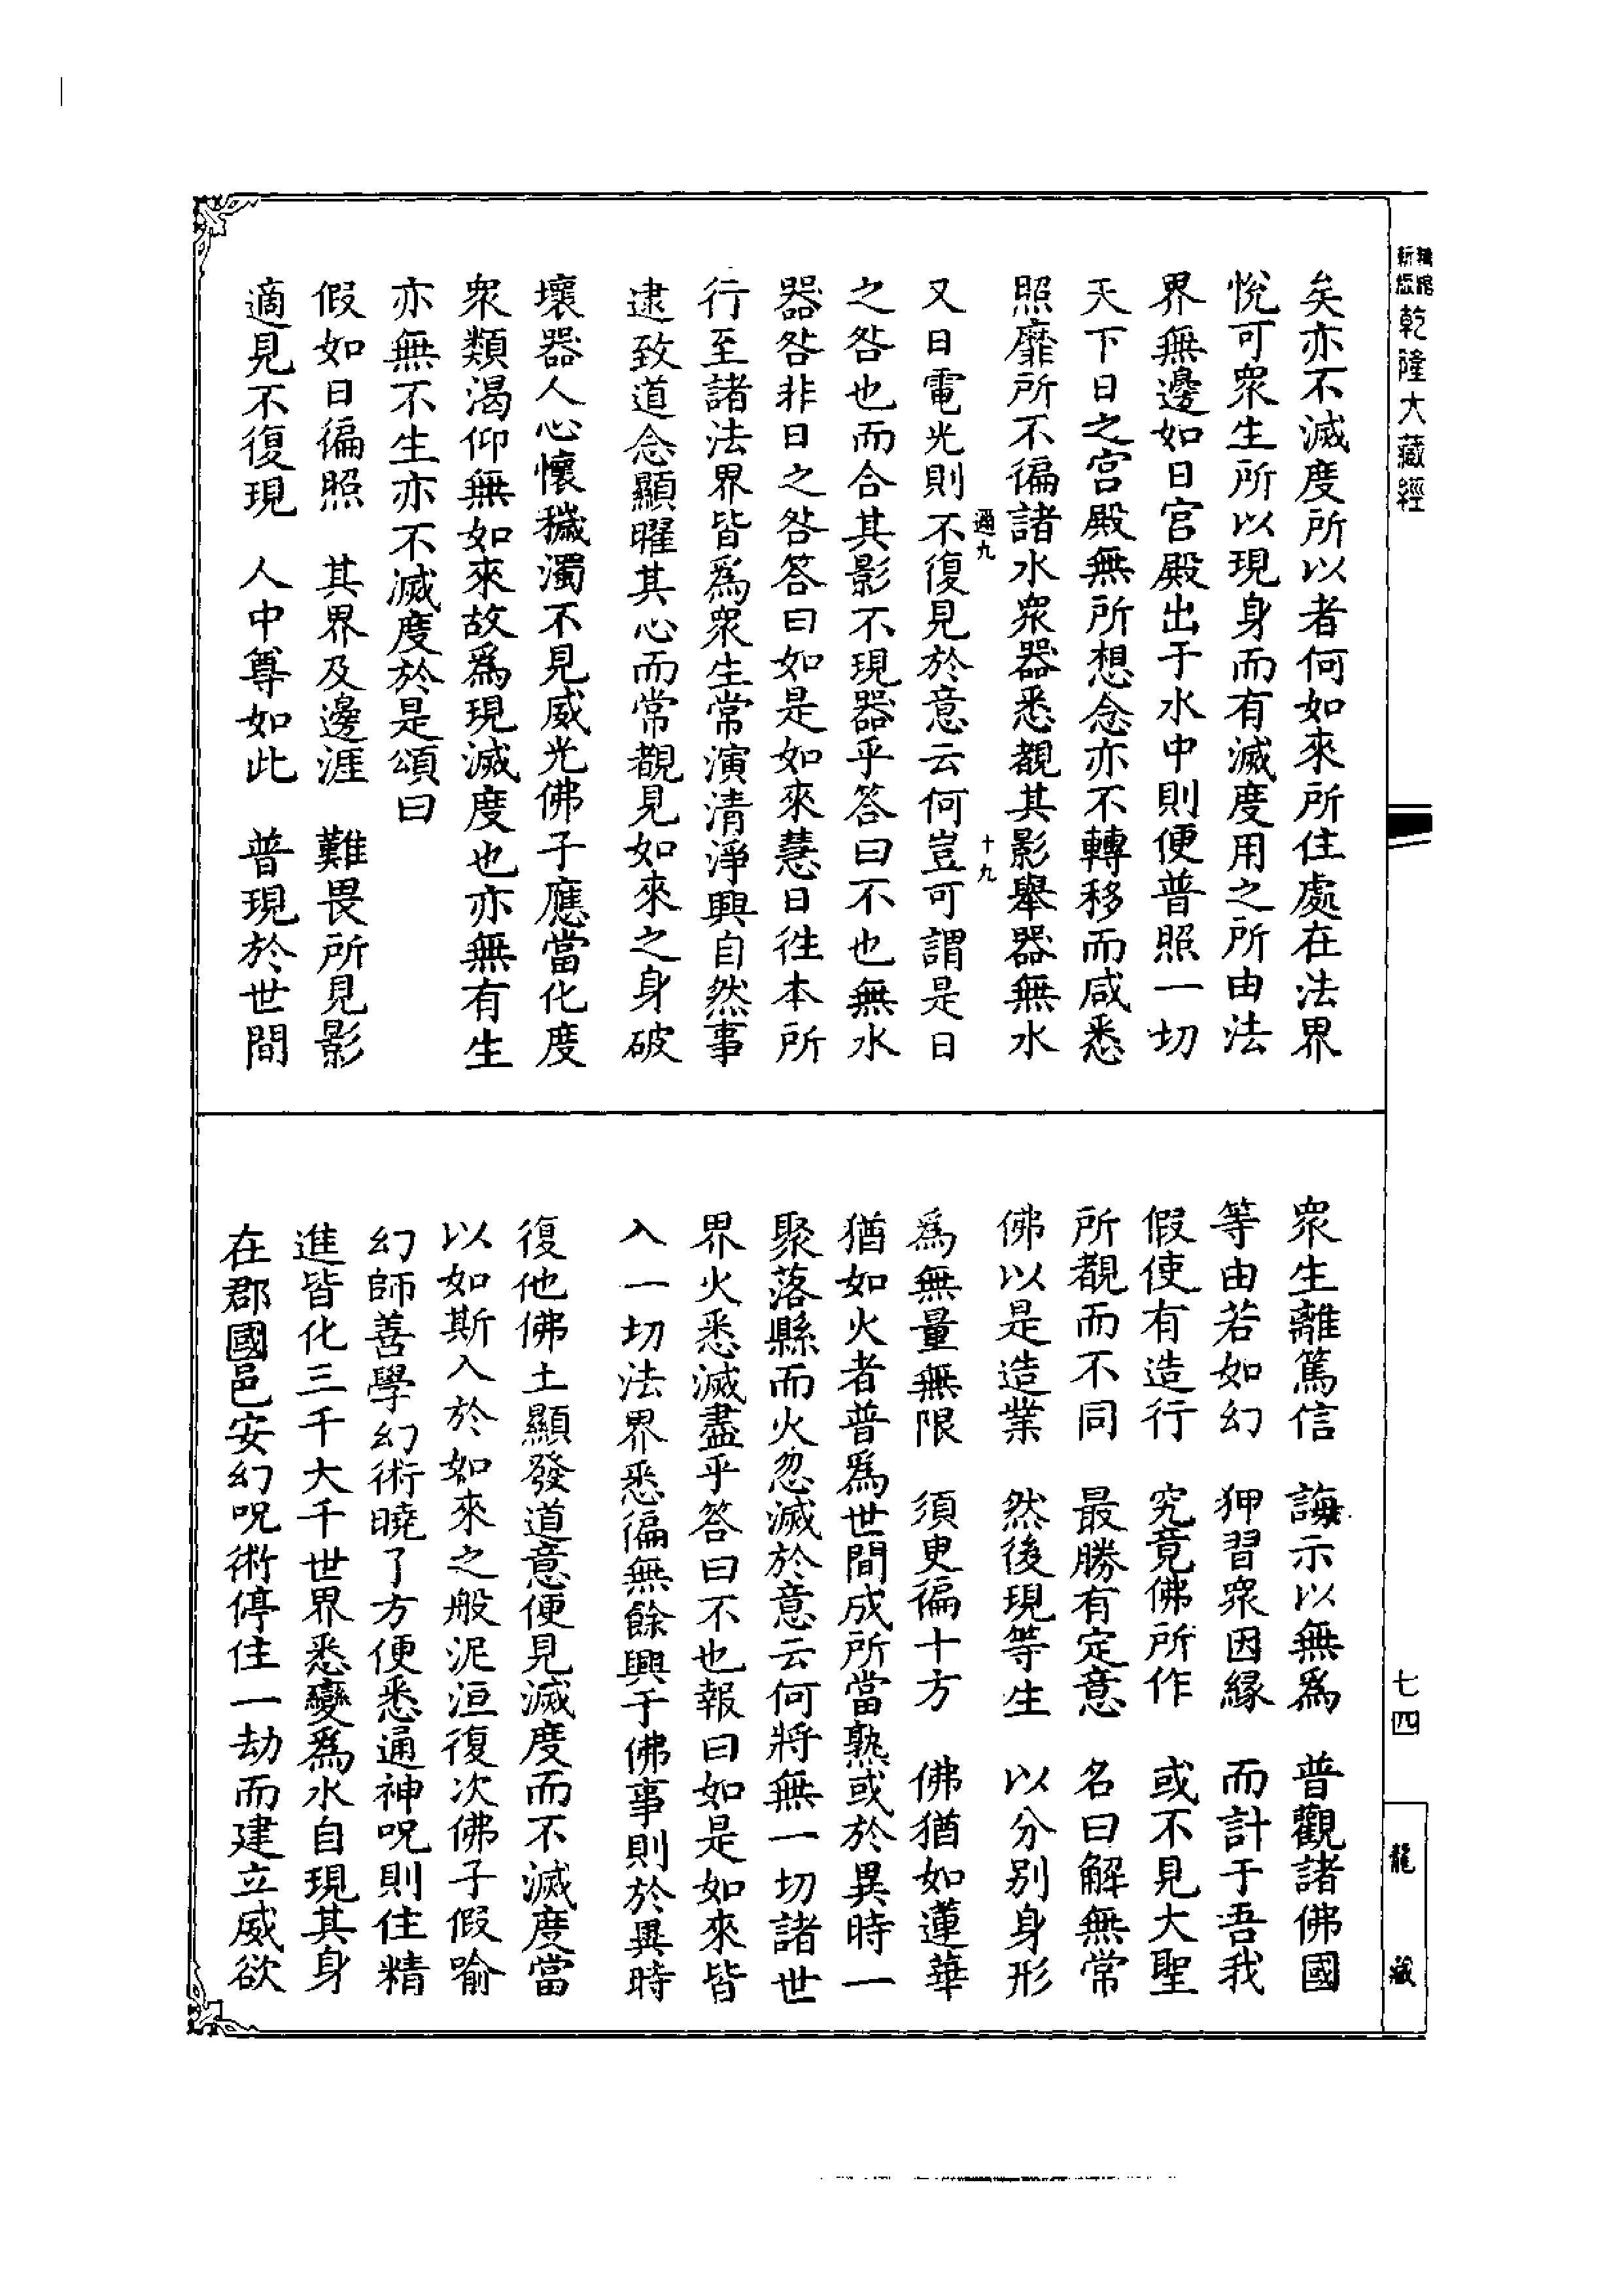 乾隆大藏經
矣亦不滅度所以者何如來所住處在法界
悅可衆生所以現身而有滅度用之所由法
界無邊如日宮殿出于水中則便普照一切
天下日之宮殿無所想念亦不轉移而咸悉
照靡所不徧諸水衆器悉覩其影舉器無水
又日電光則不復見於意云何豈可謂是日
之咎也而合其影不現器乎答曰不也無水
器咎非日之咎答曰如是如來慧日徃本所
行至諸法界皆爲衆生常演清淨興自然事
逮致道念顯曜其心而常覩見如來之身破
壞器人心懷穢濁不見威光佛子應當化度
衆類渴仰無如來故爲現滅度也亦無有生
亦無不生亦不滅度於是頌曰
假如日徧照　其界及邊涯　難畏所見影
適見不復現　人中尊如此　普現於世間
通九
十九
衆生離篤信　誨示以無爲　普觀諸佛國
等由若如幻　狎習衆因緣　而計于吾我
假使有造行　究竟佛所作　或不見大聖
所覩而不同　最勝有定意　名曰解無常
佛以是造業　然後現等生　以分別身形
爲無量無限　須臾徧十方　佛猶如蓮華
猶如火者普爲世間成所當熟或於異時一
聚落縣而火忽滅於意云何將無一切諸世
界火悉滅盡乎答曰不也報曰如是如來皆
入一切法界悉徧無餘興于佛事則於異時
復他佛土顯發道意便見滅度而不滅度當
以如斯入於如來之般泥洹復次佛子假喻
幻師善學幻術曉了方便悉通神呪則住精
進皆化三千大千世界悉變爲水自現其身
在郡國邑安幻呪術停住一劫而建立威欲
七四
龍藏